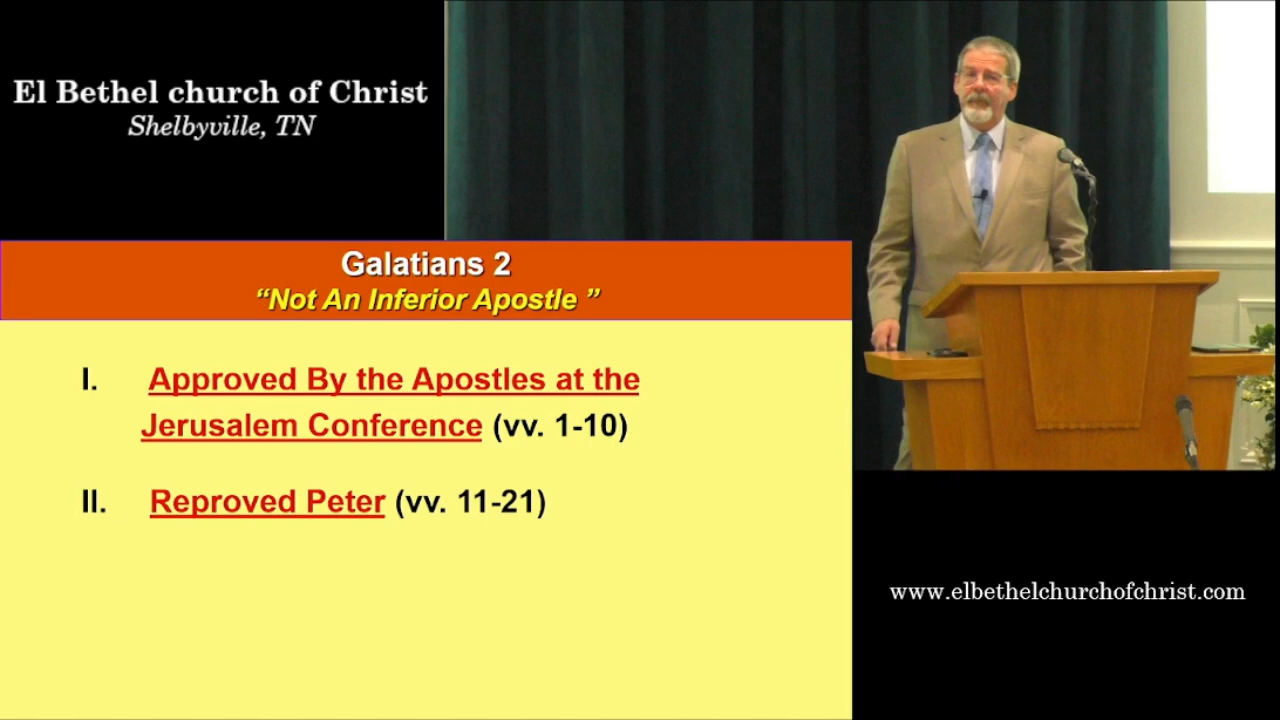 El Bethel church of Christ
Shelbyville, TN
Galatians 2
“Not An Inferior Apostle ”
I. Approved By the Apostles at the
Jerusalem Conference (vv. 1-10)
II. Reproved Peter (vv. 11-21)
www.elbethelchurchofchrist.com